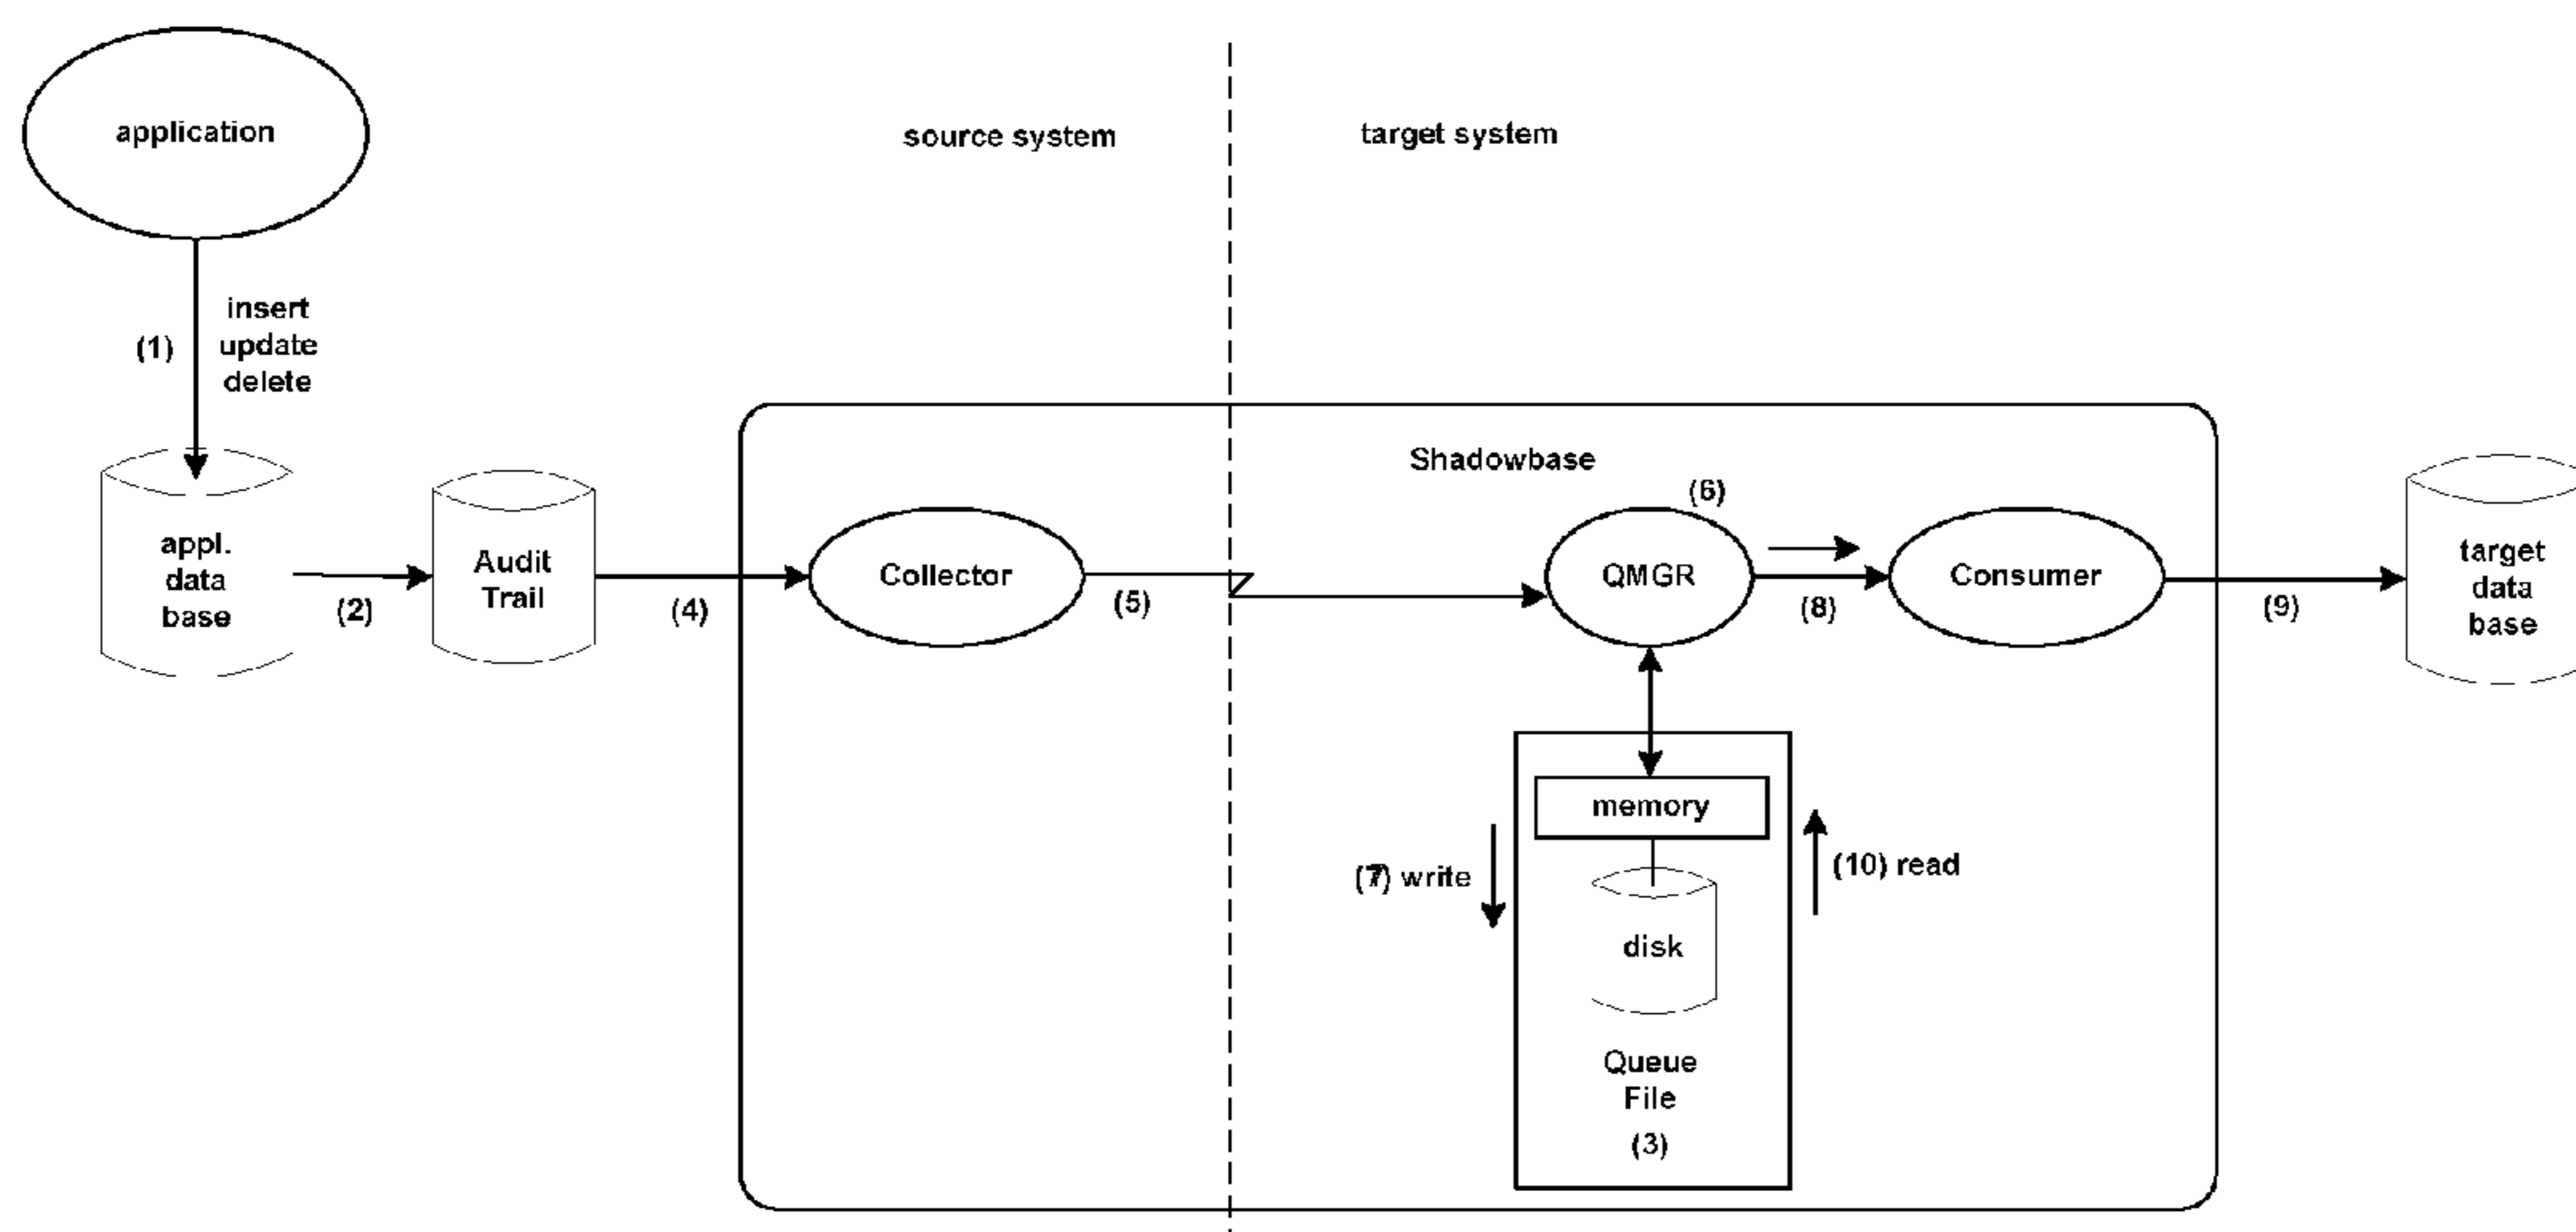 application
source system
target system
(1)
insert
update
delete
Shadowbase
appl.
data
base
(2)
Audit
Trail
(4)
Collector
(5)
QMGR
(6)
(8)
Consumer
(9)
target
data
base
memory
(7) write
(10) read
disk
Queue
File
(3)